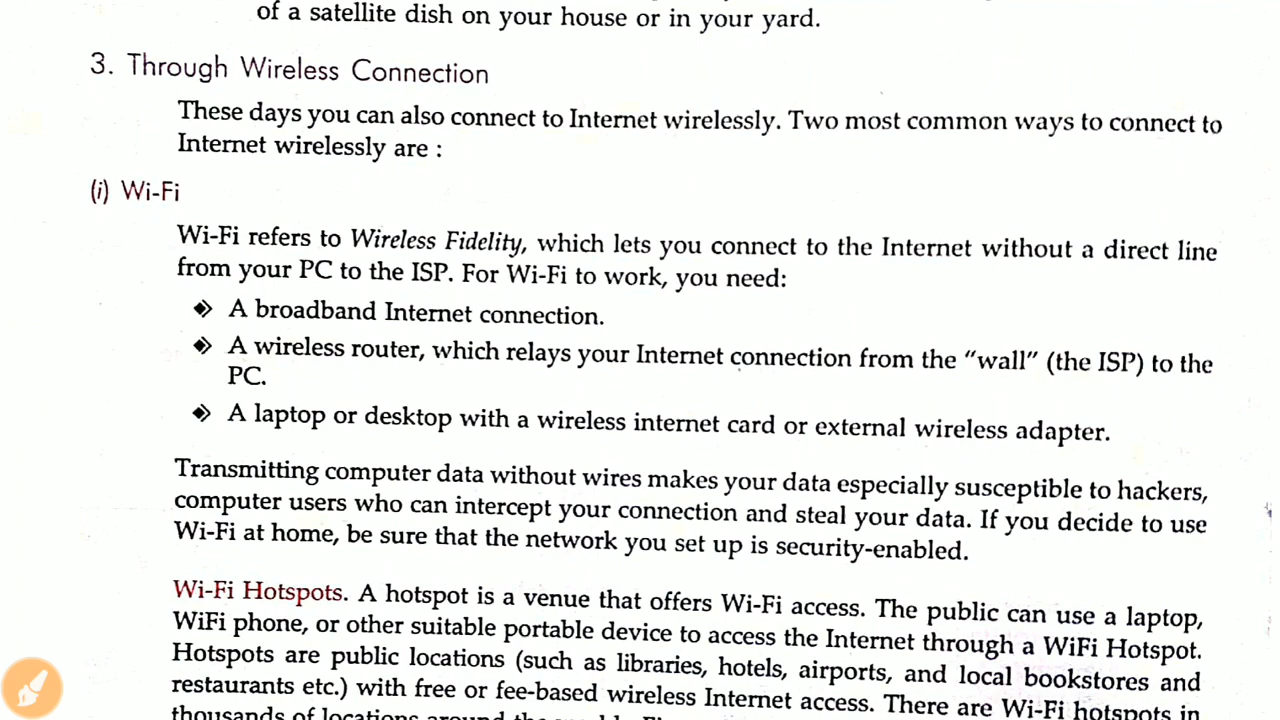 of a satellite dish on your house or in your yard.
3. Through Wireless Connection
These days you can also connect to Internet wirelessly. Two most common ways to connect to
Internet wirelessly are :
(i) Wi-Fi
Wi-Fi refers to Wireless Fidelity, which lets you connect to the Internet without a direct line
from your PC to the ISP. For Wi-Fi to work, you need:
A broadband Internet connection.
A wireless router, which relays your Internet connection from the “wall” (the ISP) to the
PC.
A laptop or desktop with a wireless internet card or external wireless adapter.
Transmitting computer data without wires makes your data especially susceptible to hackers,
computer users who can intercept your connection and steal your data. If you decide to use
Wi-Fi at home, be sure that the network you set up is security-enabled.
Wi-Fi Hotspots. A hotspot is a venue that offers Wi-Fi access. The public can use a laptop,
WiFi phone, or other suitable portable device to access the Internet through a WiFi Hotspot.
Hotspots are public locations (such as libraries, hotels, airports, and local bookstores and
restaurants etc.) with free or fee-based wireless Internet access. There are Wi-Fi hotspots in
thousands of locations around the